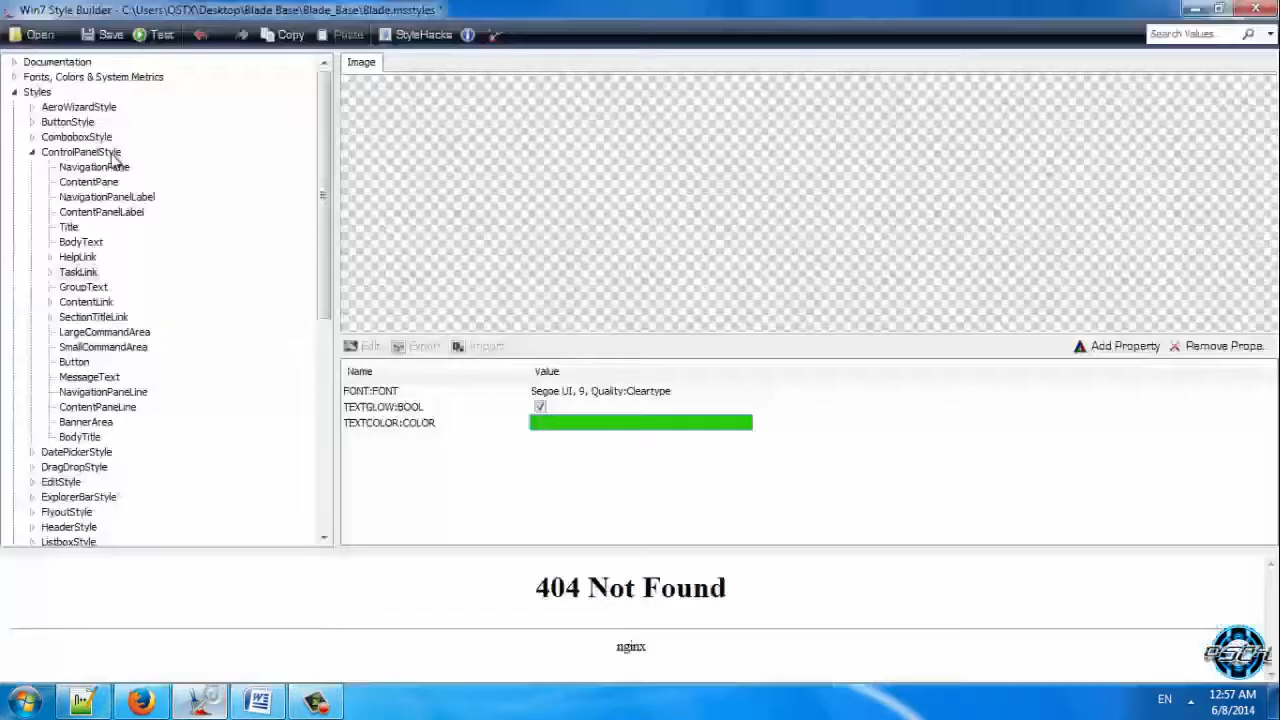 Win7 Style Builder - C:\Users\OSTX\Desktop\Blade Base\Blade_Base\Blade.msstyles *
Open Save Test Copy Paste StyleHacks Search Values...
Documentation
Fonts, Colors & System Metrics
Styles
AeroWizardStyle
ButtonStyle
ComboboxStyle
ControlPanelStyle
NavigationPane
ContentPane
NavigationPanelLabel
ContentPanelLabel
Title
BodyText
HelpLink
TaskLink
GroupText
ContentLink
SectionTitleLink
LargeCommandArea
SmallCommandArea
Button
MessageText
NavigationPaneLine
ContentPaneLine
BannerArea
BodyTitle
DatePickerStyle
DragDropStyle
EditStyle
ExplorerBarStyle
FlyoutStyle
HeaderStyle
ListboxStyle
Image
Edit Export Import Add Property Remove Prope.
Name Value
FONT:FONT Segoe UI, 9, Quality:Cleartype
TEXTGLOW:BOOL
TEXTCOLOR:COLOR
404 Not Found
nginx
EN 12:57 AM
6/8/2014